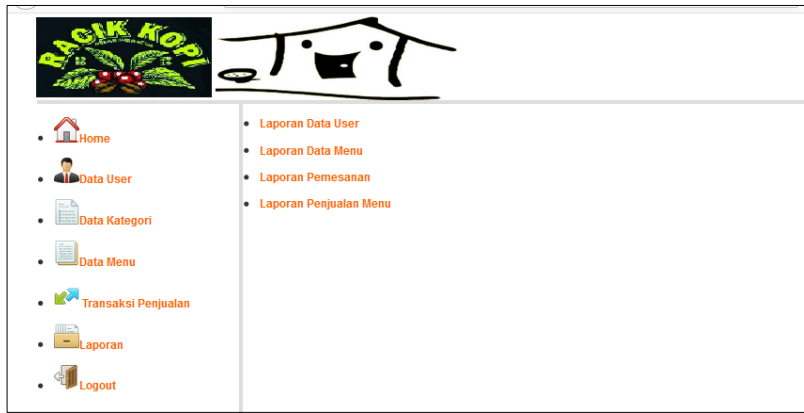 RACIK KOPI
Home
Data User
Data Kategori
Data Menu
Transaksi Penjualan
Laporan
Logout
Laporan Data User
Laporan Data Menu
Laporan Pemesanan
Laporan Penjualan Menu